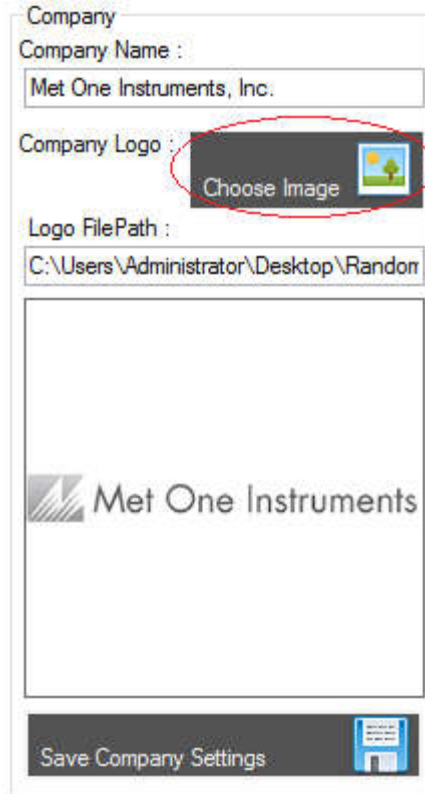 Company
Company Name :
Met One Instruments, Inc.
Company Logo :
Choose Image
Logo FilePath :
C:\Users\Administrator\Desktop\Random
Met One Instruments
Save Company Settings